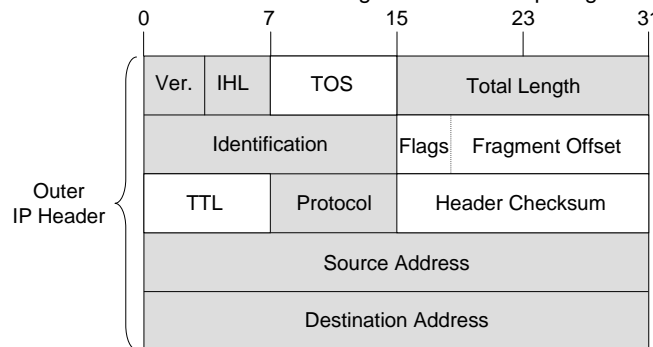 0 7 15 23 31
Ver. IHL TOS Total Length
Identification Flags Fragment Offset
Outer
IP Header
TTL Protocol Header Checksum
Source Address
Destination Address